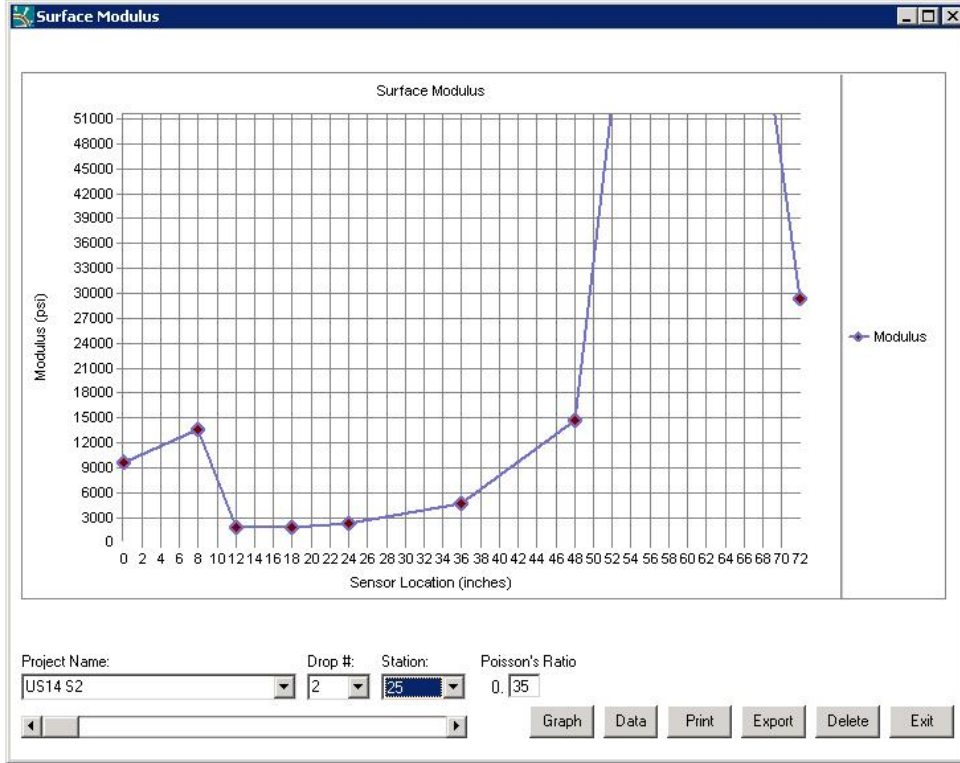 Surface Modulus
Surface Modulus
51000
48000
45000
42000
39000
36000
33000
30000
27000
24000
21000
18000
15000
12000
9000
6000
3000
0
Modulus (psi)
0 2 4 6 8 10 12 14 16 18 20 22 24 26 28 30 32 34 36 38 40 42 44 46 48 50 52 54 56 58 60 62 64 66 68 70 72
Sensor Location (inches)
Modulus
Project Name: Drop #: Station: Poisson's Ratio
US14 S2 2 25 0. 35
Graph Data Print Export Delete Exit